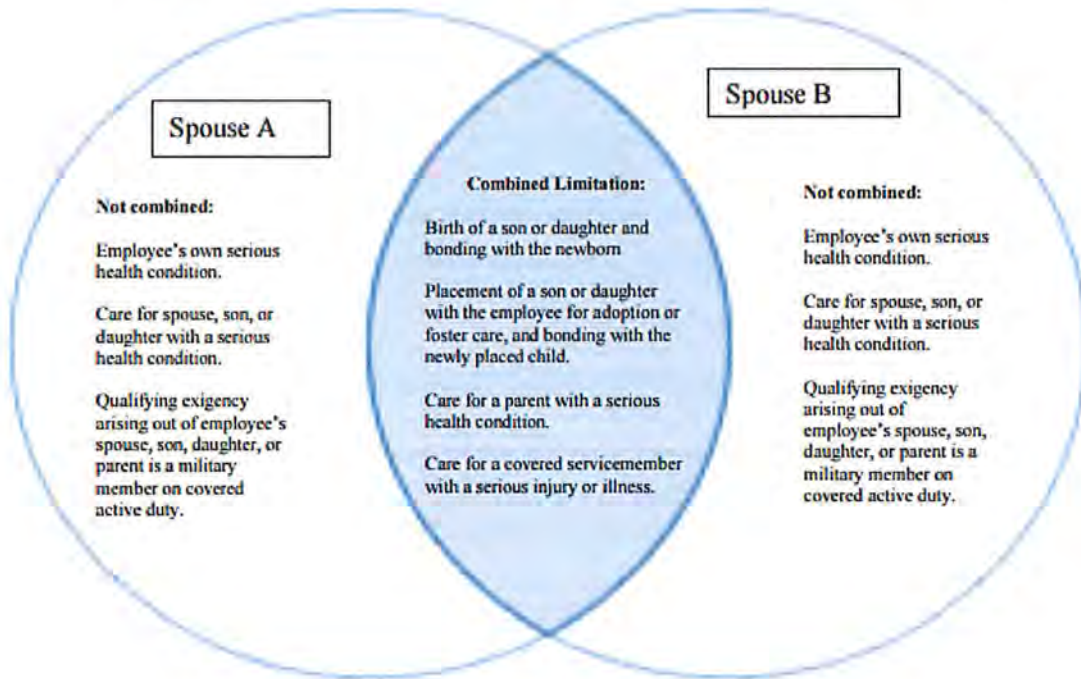 Spouse A
Not combined:
Employee's own serious
health condition.
Care for spouse, son, or
daughter with a serious
health condition.
Qualifying exigency
arising out of employee's
spouse, son, daughter, or
parent is a military
member on covered
active duty.
Combined Limitation:
Birth of a son or daughter and
bonding with the newborn
Placement of a son or daughter
with the employee for adoption or
foster care, and bonding with the
newly placed child.
Care for a parent with a serious
health condition.
Care for a covered servicemember
with a serious injury or illness.
Spouse B
Not combined:
Employee's own serious
health condition.
Care for spouse, son, or
daughter with a serious
health condition.
Qualifying exigency
arising out of
employee's spouse, son,
daughter, or parent is a
military member on
covered active duty.